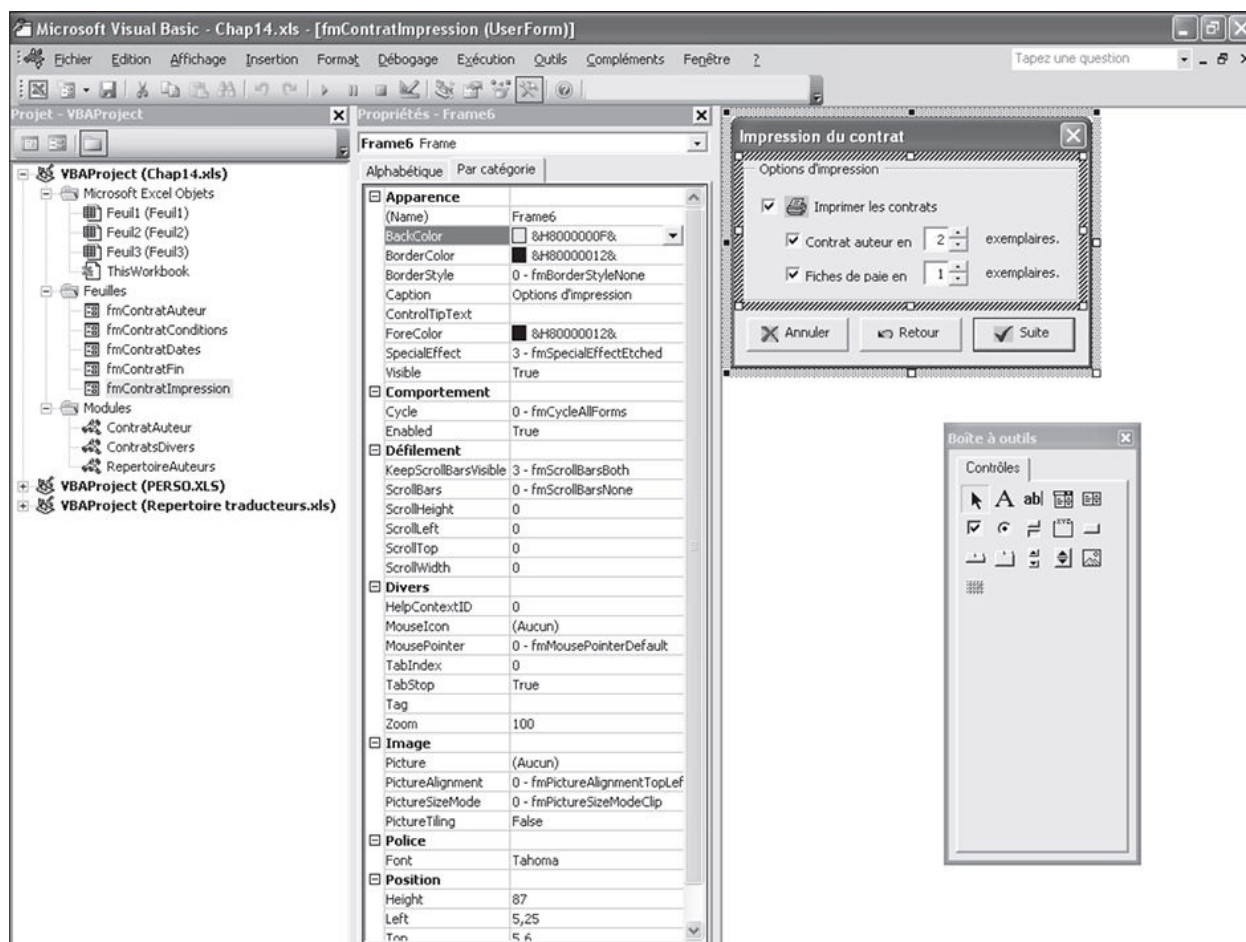 Microsoft Visual Basic - Chap14.xls - [fmContratImpression (UserForm)]
Fichier Edition Affichage Insertion Format Débogage Exécution Outils Compléments Fenêtre ?
Tapez une question
Projet - VBAProject
VBAProject (Chap14.xls)
Microsoft Excel Objets
Feuil1 (Feuil1)
Feuil2 (Feuil2)
Feuil3 (Feuil3)
ThisWorkbook
Feuilles
fmContratAuteur
fmContratConditions
fmContratDates
fmContratFin
fmContratImpression
Modules
ContratAuteur
ContratsDivers
RepertoireAuteurs
VBAProject (PERSO.XLS)
VBAProject (Repertoire traducteurs.xls)
Propriétés - Frame6
Frame6 Frame
Alphabétique Par catégorie
Apparence
(Name) Frame6
BackColor &H8000000F&
BorderColor &H80000012&
BorderStyle 0 - fmBorderStyleNone
Caption Options d'impression
ControlTipText
ForeColor &H80000012&
SpecialEffect 3 - fmSpecialEffectEtched
Visible True
Comportement
Cycle 0 - fmCycleAllForms
Enabled True
Défilement
KeepScrollBarsVisible 3 - fmScrollBarsBoth
ScrollBars 0 - fmScrollBarsNone
ScrollHeight 0
ScrollLeft 0
ScrollTop 0
ScrollWidth 0
Divers
HelpContextID 0
MouseIcon (Aucun)
MousePointer 0 - fmMousePointerDefault
TabIndex 0
TabStop True
Tag
Zoom 100
Image
Picture (Aucun)
PictureAlignment 0 - fmPictureAlignmentTopLef
PictureSizeMode 0 - fmPictureSizeModeClip
PictureTiling False
Police
Font Tahoma
Position
Height 87
Left 5,25
Top 5,6
Impression du contrat
Options d'impression
Imprimer les contrats
Contrat auteur en 2 exemplaires.
Fiches de paie en 1 exemplaires.
Annuler Retour Suite
Boîte à outils
Contrôles
A ab|
XYZ